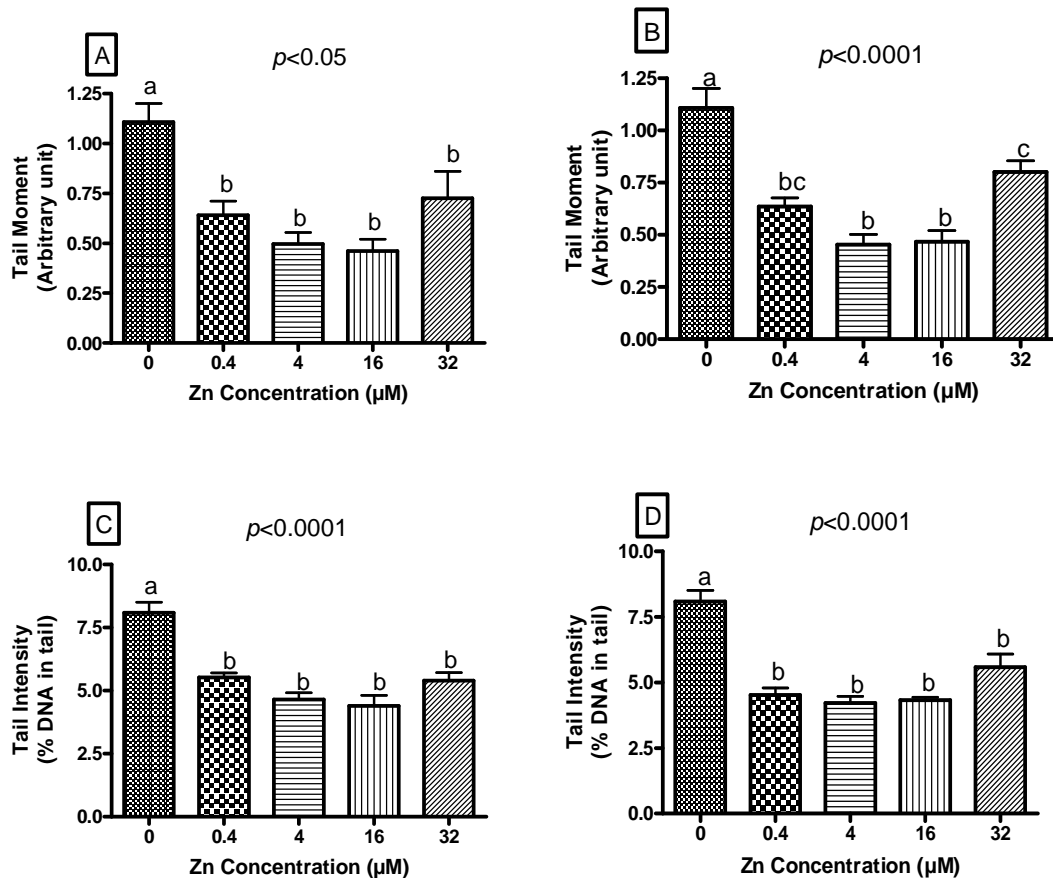 A
p<0.05
a
b
b
b
b
1.25
1.00
0.75
0.50
0.25
0.00
Tail Moment
(Arbitrary unit)
0 0.4 4 16 32
Zn Concentration (µM)
B
p<0.0001
a
bc
b
b
c
1.25
1.00
0.75
0.50
0.25
0.00
Tail Moment
(Arbitrary unit)
0 0.4 4 16 32
Zn Concentration (µM)
C
p<0.0001
a
b
b
b
b
10.0
7.5
5.0
2.5
0.0
Tail Intensity
(% DNA in tail)
0 0.4 4 16 32
Zn Concentration (µM)
D
p<0.0001
a
b
b
b
b
10.0
7.5
5.0
2.5
0.0
Tail Intensity
(% DNA in tail)
0 0.4 4 16 32
Zn Concentration (µM)